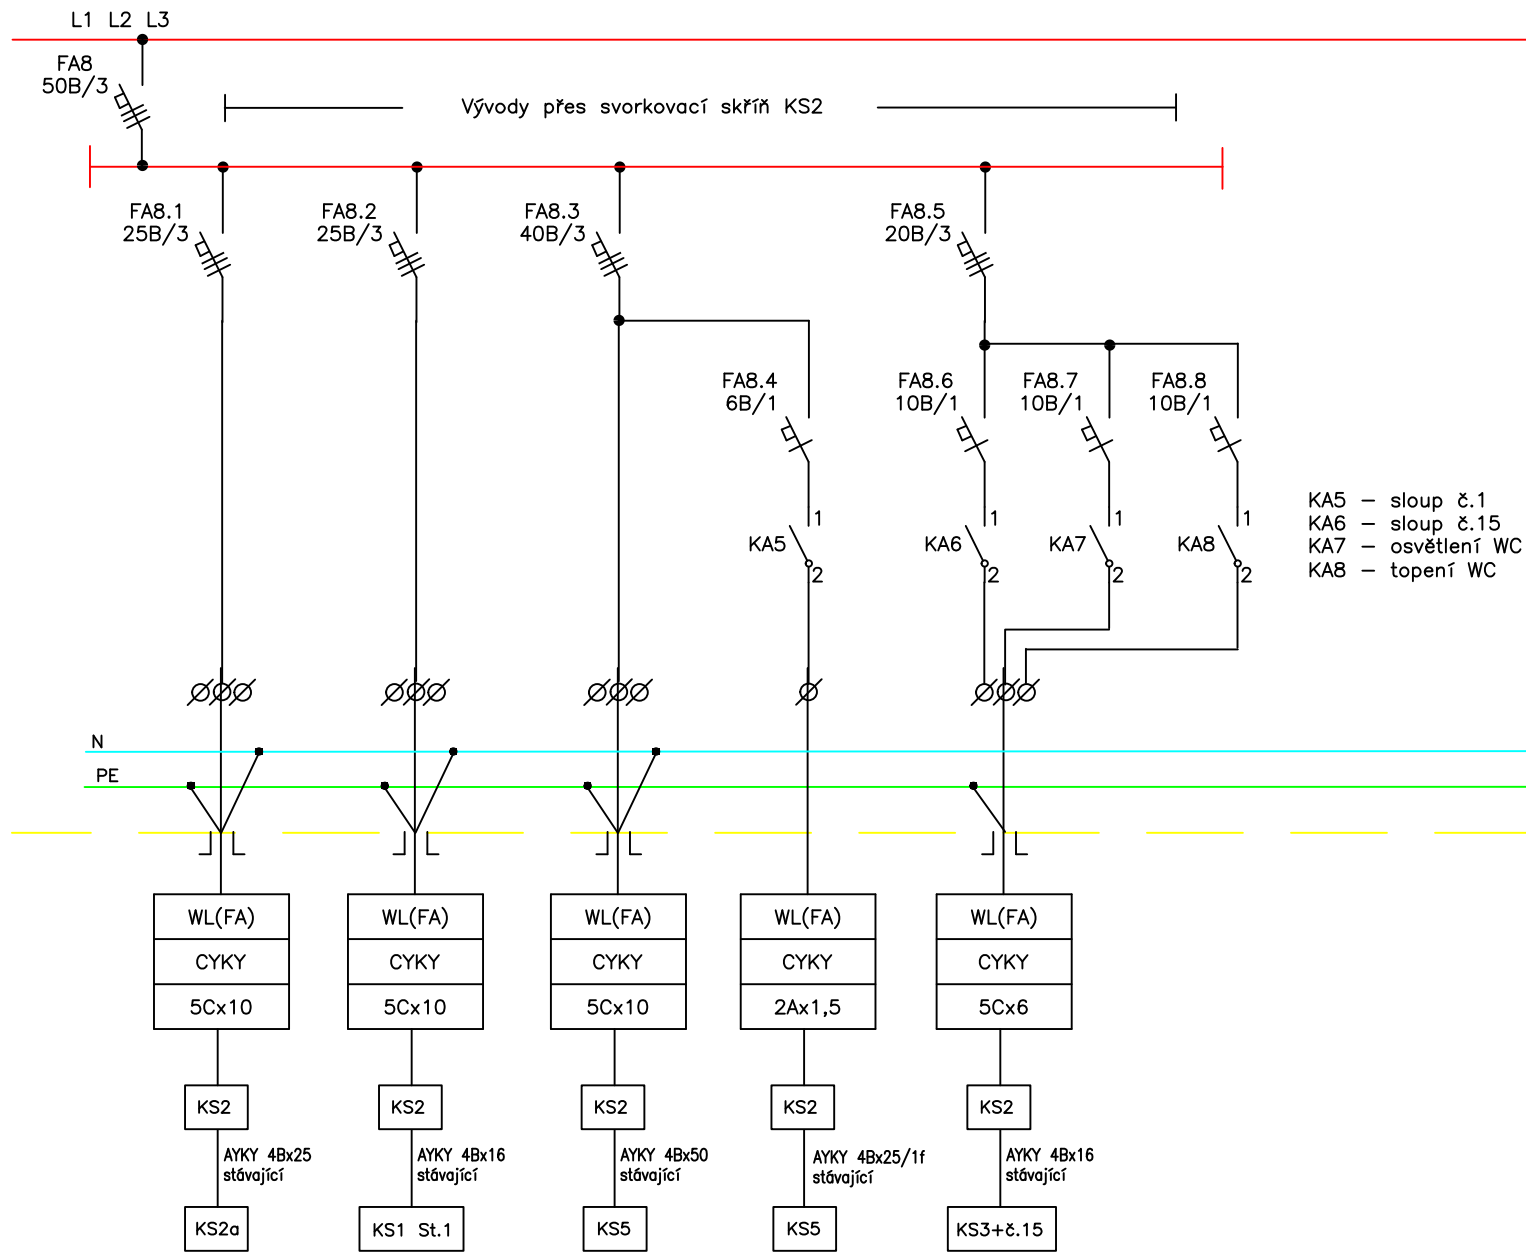 L1 L2 L3
FA8
50B/3
Vývody přes svorkovací skříň KS2
FA8.1
25B/3
FA8.2
25B/3
FA8.3
40B/3
FA8.5
20B/3
FA8.4
6B/1
FA8.6
10B/1
FA8.7
10B/1
FA8.8
10B/1
KA5
1
2
KA6
1
2
KA7
1
2
KA8
1
2
KA5 – sloup č.1
KA6 – sloup č.15
KA7 – osvětlení WC
KA8 – topení WC
N
PE
WL(FA)
CYKY
5Cx10
KS2
AYKY 4Bx25
stávající
KS2a
WL(FA)
CYKY
5Cx10
KS2
AYKY 4Bx16
stávající
KS1 St.1
WL(FA)
CYKY
5Cx10
KS2
AYKY 4Bx50
stávající
KS5
WL(FA)
CYKY
2Ax1,5
KS2
AYKY 4Bx25/1f
stávající
KS5
WL(FA)
CYKY
5Cx6
KS2
AYKY 4Bx16
stávající
KS3+č.15